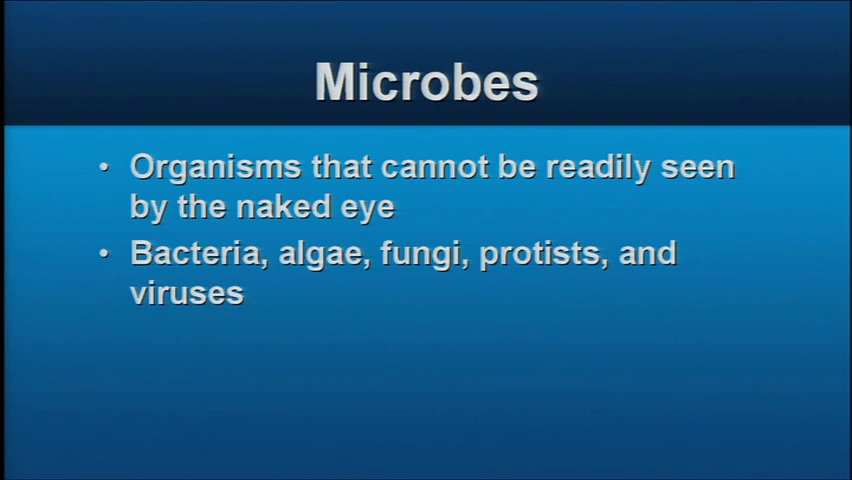 Microbes
• Organisms that cannot be readily seen
by the naked eye
• Bacteria, algae, fungi, protists, and
viruses